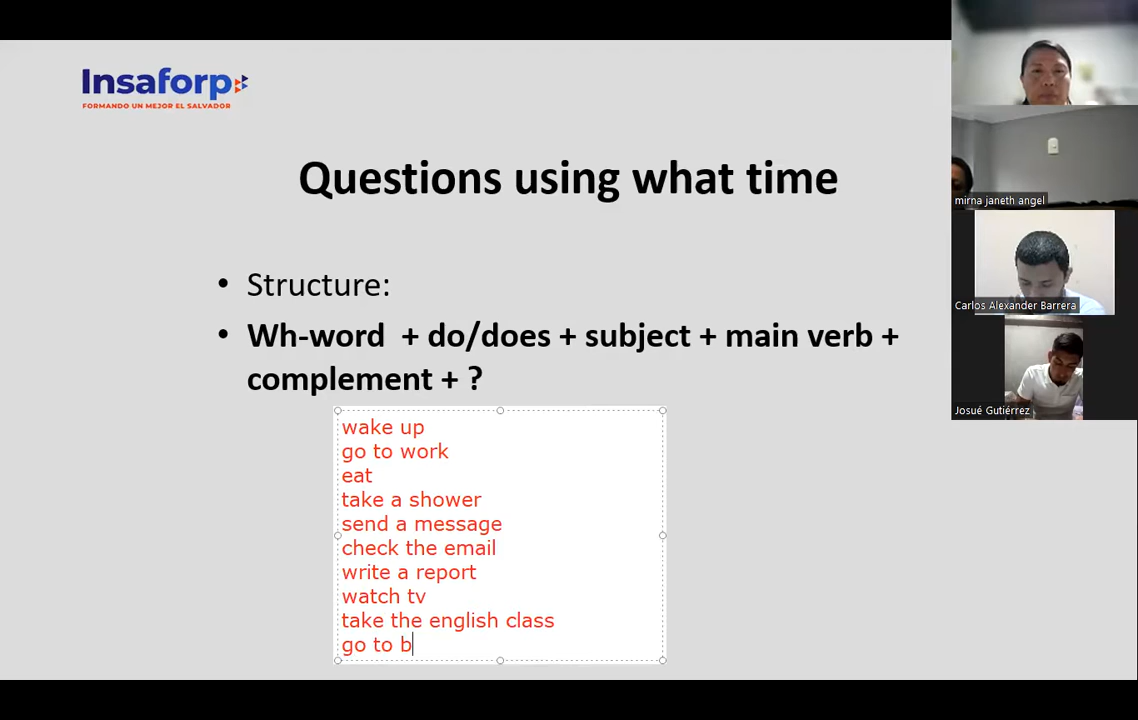 Insaforp
FORMANDO UN MEJOR EL SALVADOR
Questions using what time
• Structure:
• Wh-word + do/does + subject + main verb +
complement + ?
wake up
go to work
eat
take a shower
send a message
check the email
write a report
watch tv
take the english class
go to b
mirna janeth angel
Carlos Alexander Barrera
Josué Gutiérrez